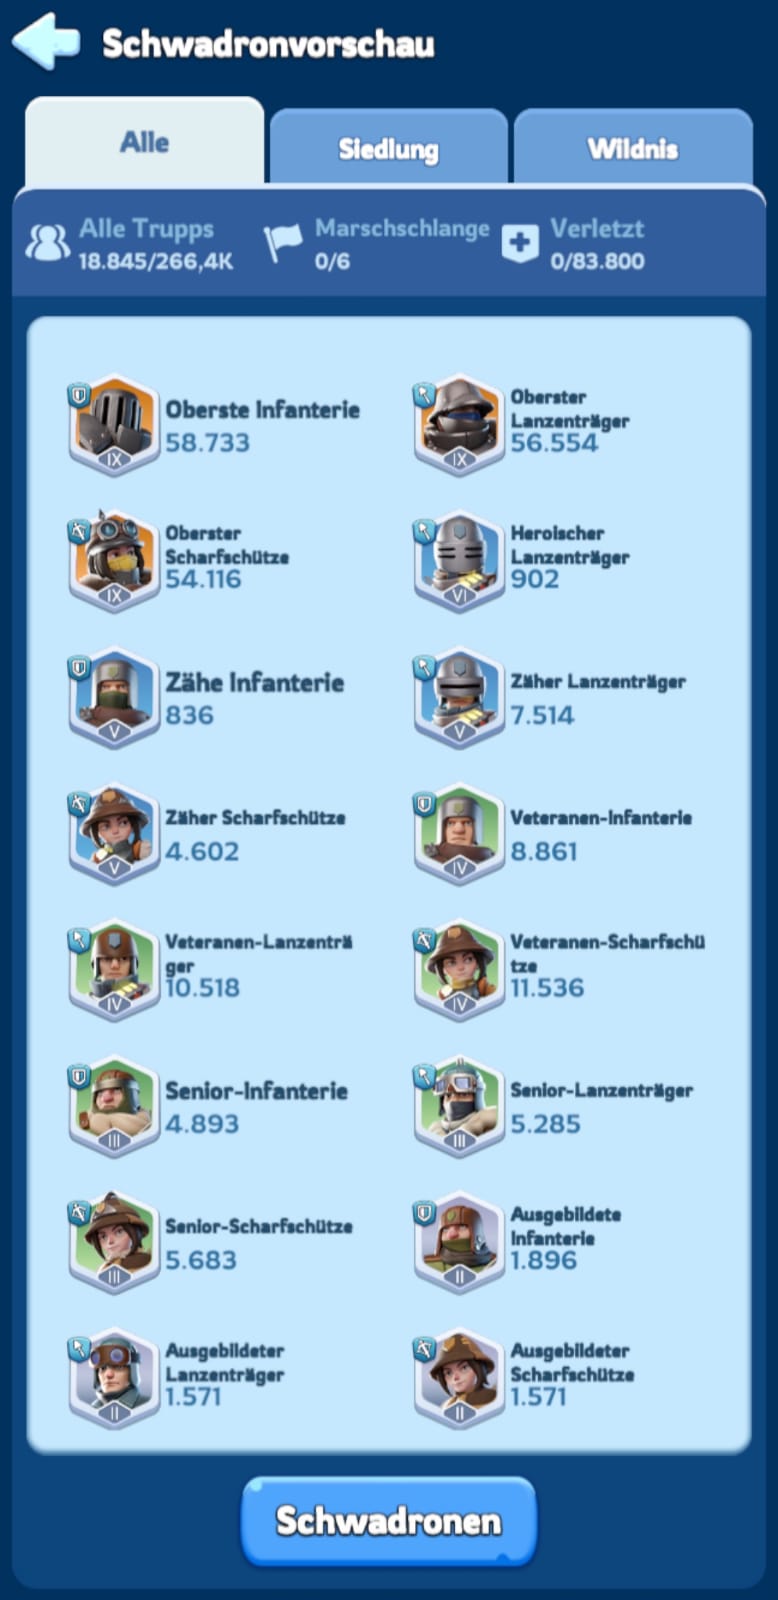 Schwadronvorschau
Alle
Siedlung
Wildnis
Alle Trupps
18.845/266,4K
Marschschlange
0/6
Verletzt
0/83.800
Oberste Infanterie
58.733
IX
Oberster
Lanzenträger
56.554
IX
Oberster
Scharfschütze
54.116
IX
Heroischer
Lanzenträger
902
VI
Zähe Infanterie
836
V
Zäher Lanzenträger
7.514
V
Zäher Scharfschütze
4.602
V
Veteranen-Infanterie
8.861
IV
Veteranen-Lanzenträ
ger
10.518
IV
Veteranen-Scharfschü
tze
11.536
IV
Senior-Infanterie
4.893
III
Senior-Lanzenträger
5.285
III
Senior-Scharfschütze
5.683
III
Ausgebildete
Infanterie
1.896
II
Ausgebildeter
Lanzenträger
1.571
II
Ausgebildeter
Scharfschütze
1.571
II
Schwadronen